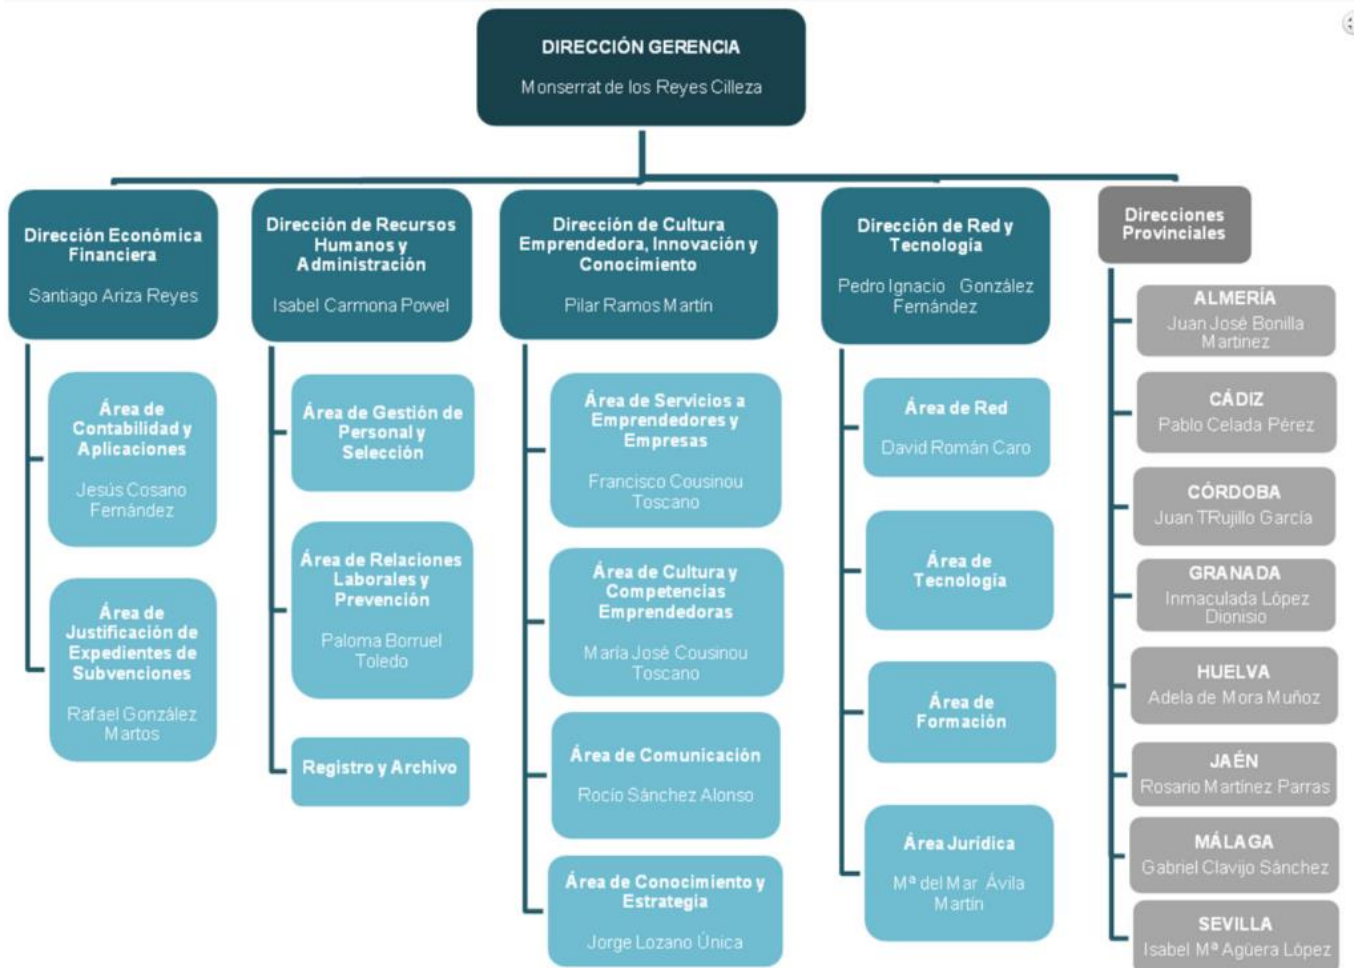 DIRECCIÓN GERENCIA
Monserrat de los Reyes Cilleza
Dirección Económica
Financiera
Santiago Ariza Reyes
Área de
Contabilidad y
Aplicaciones
Jesús Cosano
Fernández
Área de
Justificación de
Expedientes de
Subvenciones
Rafael González
Martos
Dirección de Recursos
Humanos y
Administración
Isabel Carmona Powel
Área de Gestión de
Personal y
Selección
Área de Relaciones
Laborales y
Prevención
Paloma Borruel
Toledo
Registro y Archivo
Dirección de Cultura
Emprendedora, Innovación y
Conocimiento
Pilar Ramos Martín
Área de Servicios a
Emprendedores y
Empresas
Francisco Cousinou
Toscano
Área de Cultura y
Competencias
Emprendedoras
María José Cousinou
Toscano
Área de Comunicación
Rocío Sánchez Alonso
Área de Conocimiento y
Estrategia
Jorge Lozano Única
Dirección de Red y
Tecnología
Pedro Ignacio González
Fernández
Área de Red
David Román Caro
Área de
Tecnología
Área de
Formación
Área Jurídica
Mª del Mar Ávila
Martín
Direcciones
Provinciales
ALMERÍA
Juan José Bonilla
Martinez
CÁDIZ
Pablo Celada Pérez
CÓRDOBA
Juan TRujillo García
GRANADA
Inmaculada López
Dionisio
HUELVA
Adela de Mora Muñoz
JAÉN
Rosario Martínez Parras
MÁLAGA
Gabriel Clavijo Sánchez
SEVILLA
Isabel Mª Agüera López